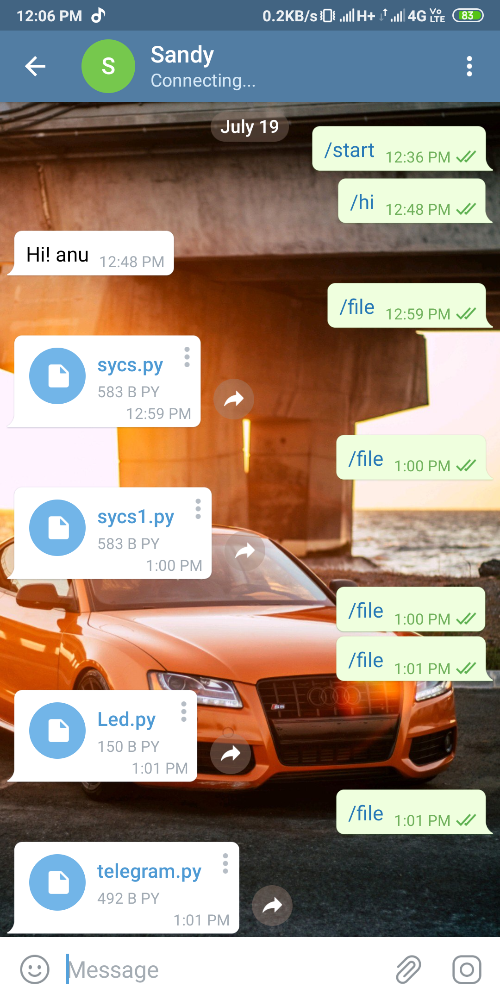 12:06 PM 0.2KB/s H+ 4G Vo LTE 83
S
Sandy
Connecting...
July 19
/start 12:36 PM
/hi 12:48 PM
Hi! anu 12:48 PM
/file 12:59 PM
sycs.py
583 B PY
12:59 PM
/file 1:00 PM
sycs1.py
583 B PY
1:00 PM
/file 1:00 PM
/file 1:01 PM
S5
Led.py
150 B PY
1:01 PM
/file 1:01 PM
telegram.py
492 B PY
1:01 PM
Message